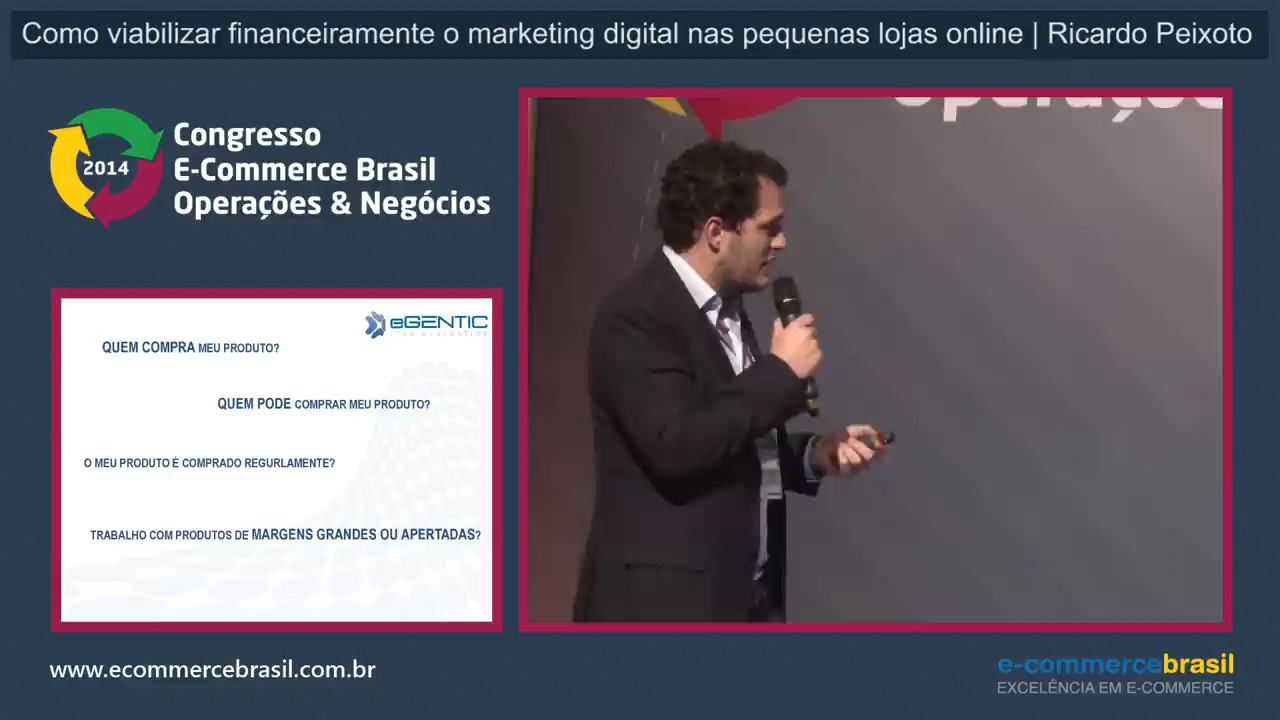 Como viabilizar financeiramente o marketing digital nas pequenas lojas online | Ricardo Peixoto
2014
Congresso
E-Commerce Brasil
Operações & Negócios
eGENTIC
QUEM COMPRA MEU PRODUTO?
QUEM PODE COMPRAR MEU PRODUTO?
O MEU PRODUTO É COMPRADO REGURLAMENTE?
TRABALHO COM PRODUTOS DE MARGENS GRANDES OU APERTADAS?
www.ecommercebrasil.com.br
e-commercebrasil
EXCELÊNCIA EM E-COMMERCE